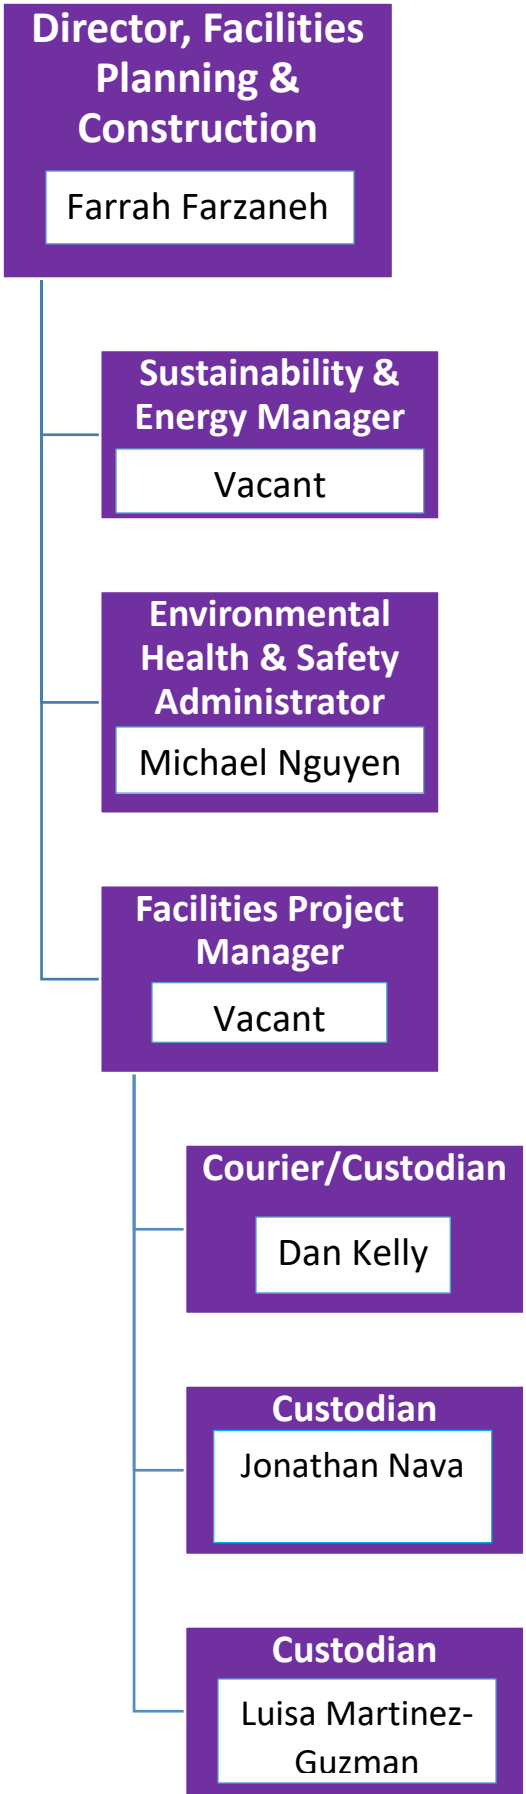 Director, Facilities
Planning &
Construction
Farrah Farzaneh
Sustainability &
Energy Manager
Vacant
Environmental
Health & Safety
Administrator
Michael Nguyen
Facilities Project
Manager
Vacant
Courier/Custodian
Dan Kelly
Custodian
Jonathan Nava
Custodian
Luisa Martinez-
Guzman